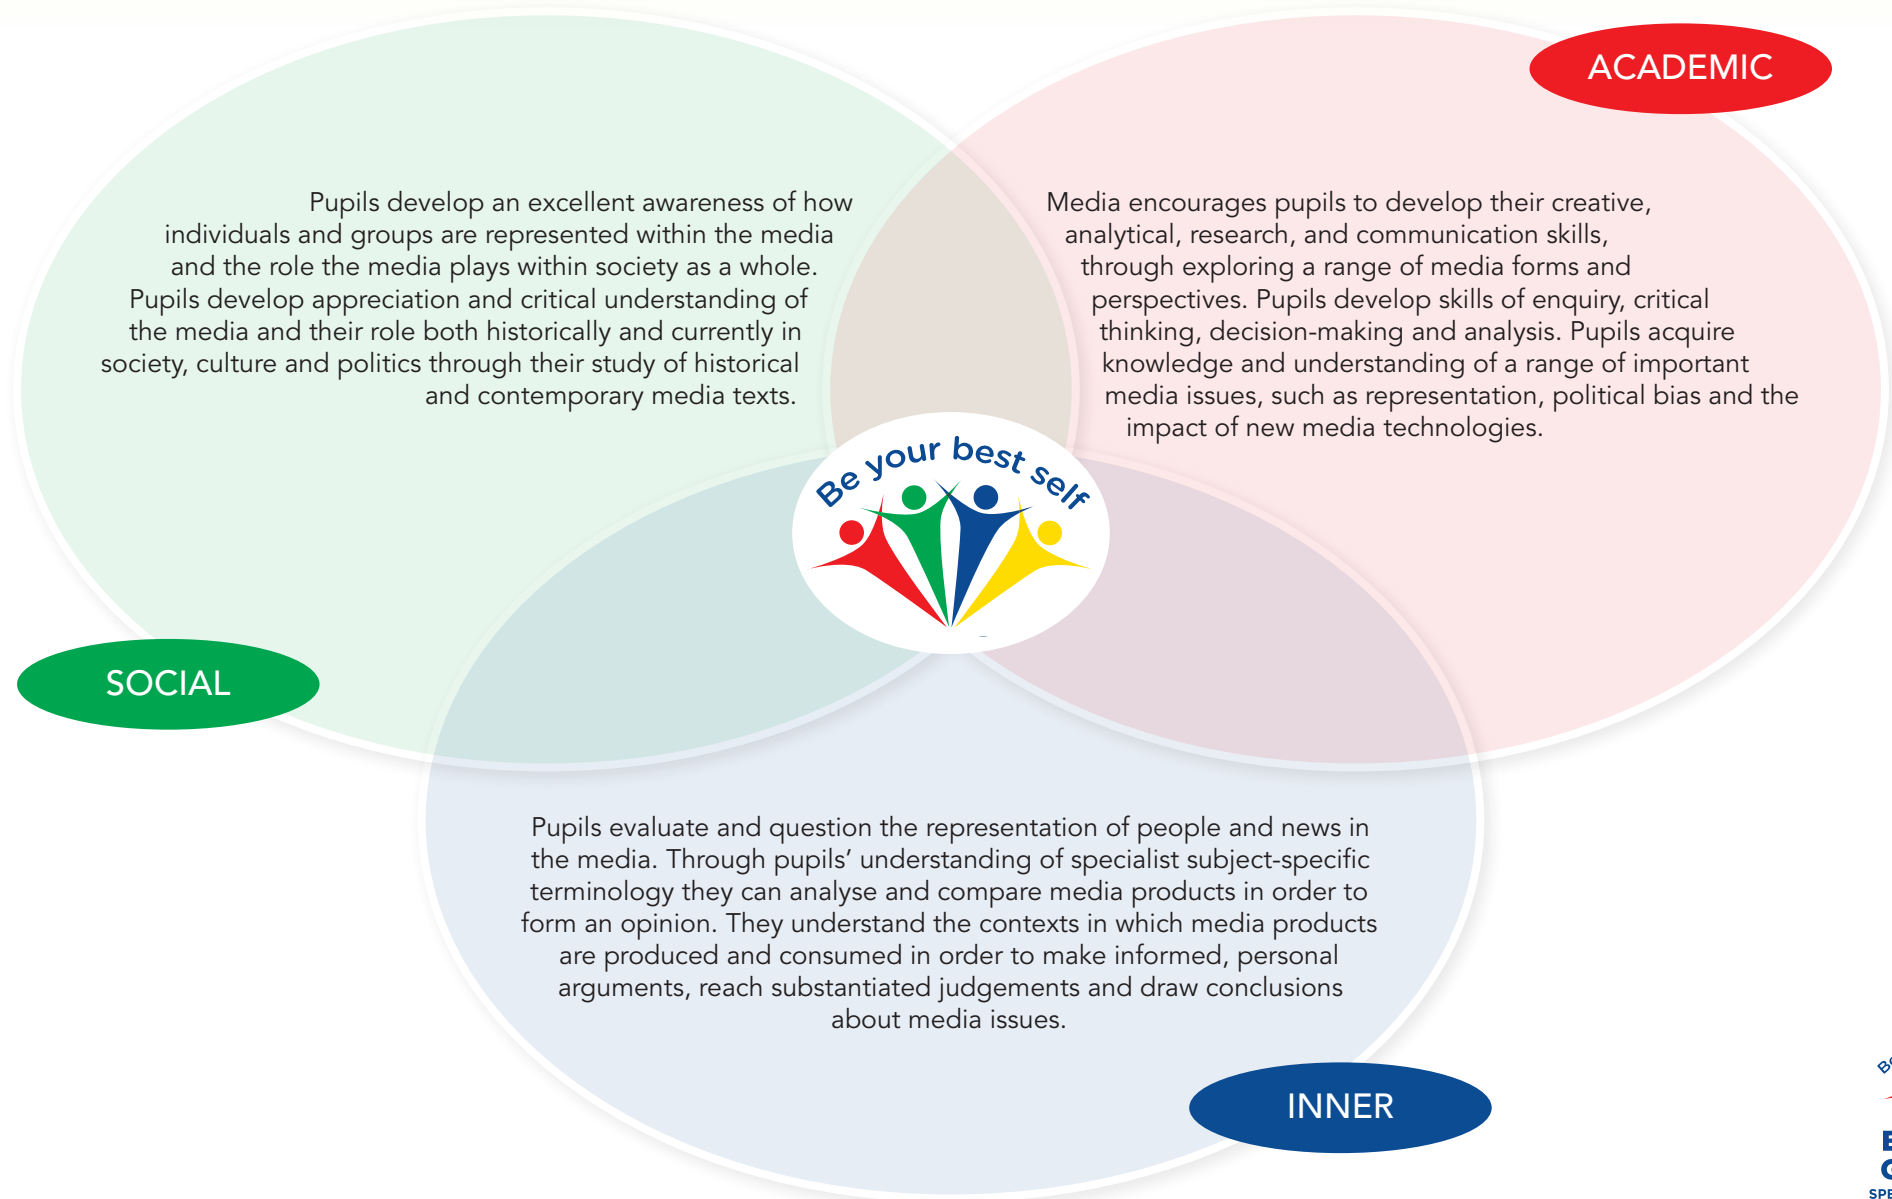 ACADEMIC
Pupils develop an excellent awareness of how
individuals and groups are represented within the media
and the role the media plays within society as a whole.
Pupils develop appreciation and critical understanding of
the media and their role both historically and currently in
society, culture and politics through their study of historical
and contemporary media texts.
Media encourages pupils to develop their creative,
analytical, research, and communication skills,
through exploring a range of media forms and
perspectives. Pupils develop skills of enquiry, critical
thinking, decision-making and analysis. Pupils acquire
knowledge and understanding of a range of important
media issues, such as representation, political bias and the
impact of new media technologies.
Be your best self
SOCIAL
Pupils evaluate and question the representation of people and news in
the media. Through pupils’ understanding of specialist subject-specific
terminology they can analyse and compare media products in order to
form an opinion. They understand the contexts in which media products
are produced and consumed in order to make informed, personal
arguments, reach substantiated judgements and draw conclusions
about media issues.
INNER